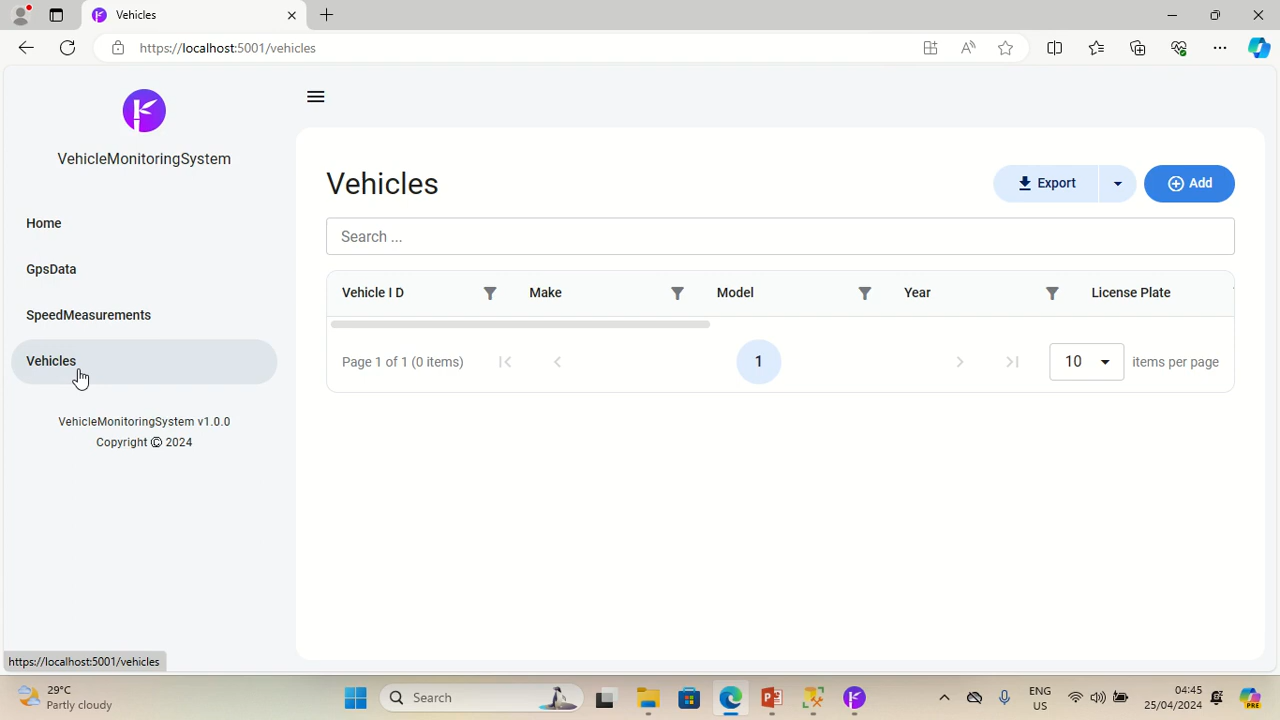 Vehicles
https://localhost:5001/vehicles
VehicleMonitoringSystem
Home
GpsData
SpeedMeasurements
Vehicles
VehicleMonitoringSystem v1.0.0
Copyright © 2024
Vehicles
Export
Add
Search ...
Vehicle I D Make Model Year License Plate
Page 1 of 1 (0 items) 1 10 items per page
https://localhost:5001/vehicles
29°C
Partly cloudy
Search
ENG
US
04:45
25/04/2024
PRE